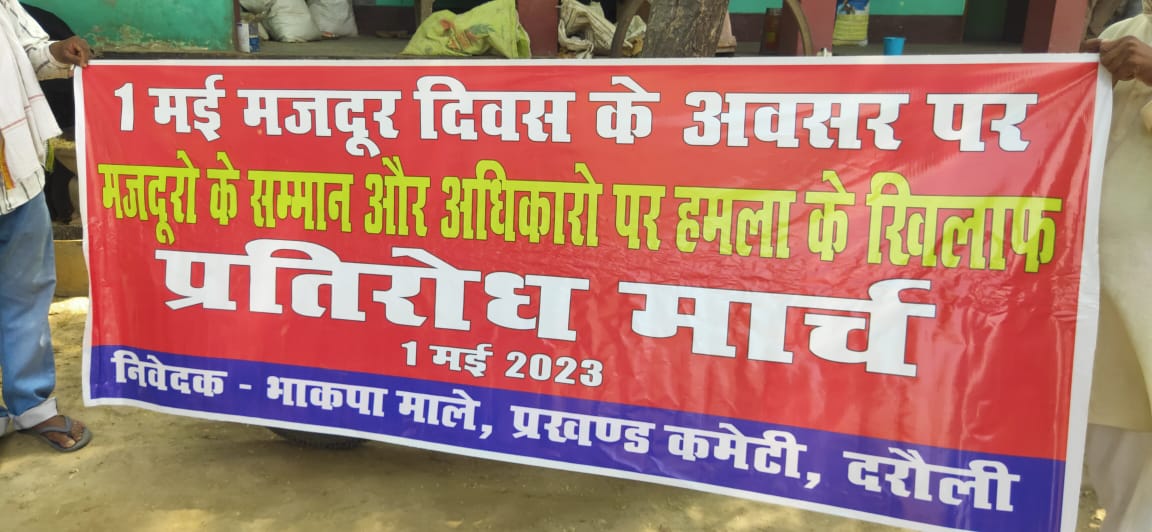 1 मई मजदूर दिवस के अवसर पर
मजदूरो के सम्मान और अधिकारो पर हमला के खिलाफ
प्रतिरोध मार्च
1 मई 2023
निवेदक - भाकपा माले, प्रखण्ड कमेटी, दरौली